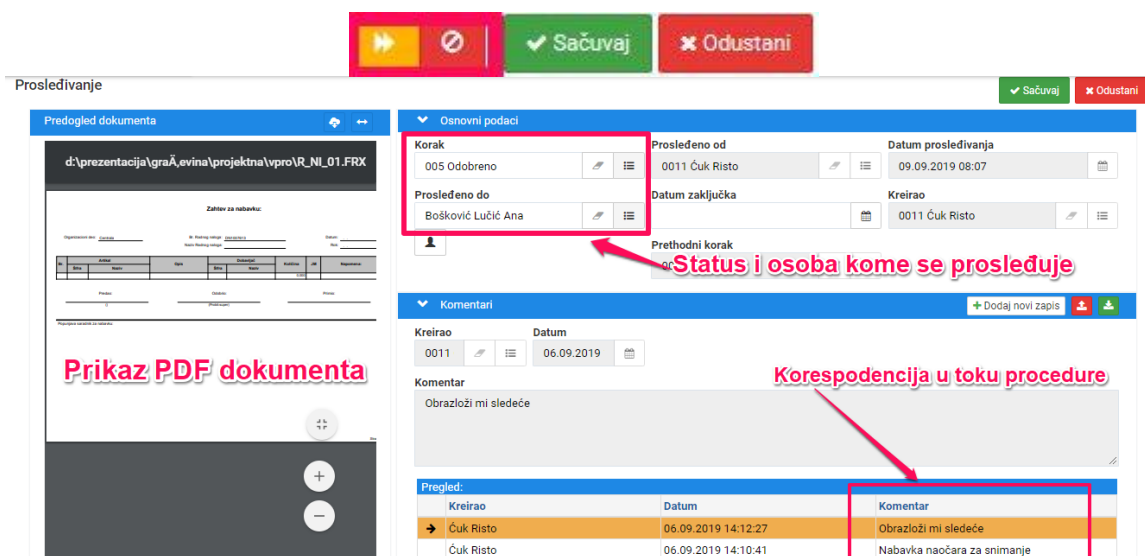 Sačuvaj
Odustani
Prosleđivanje
Sačuvaj
Odustani
Predogled dokumenta
d:\prezentacija\graÄ‚evina\projektna\vpro\R_NI_01.FRX
Zahtev za nabavku:
Prikaz PDF dokumenta
Osnovni podaci
Korak
Prosleđeno od
Datum prosleđivanja
005 Odobreno
0011 Ćuk Risto
09.09.2019 08:07
Prosleđeno do
Datum zaključka
Kreirao
Bošković Lučić Ana
0011 Ćuk Risto
Prethodni korak
Status i osoba kome se prosleđuje
Komentari
+ Dodaj novi zapis
Kreirao
Datum
0011
06.09.2019
Komentar
Korespodencija u toku procedure
Obrazloži mi sledeće
Pregled:
Kreirao
Datum
Komentar
Ćuk Risto
06.09.2019 14:12:27
Obrazloži mi sledeće
Ćuk Risto
06.09.2019 14:10:41
Nabavka naočara za snimanje